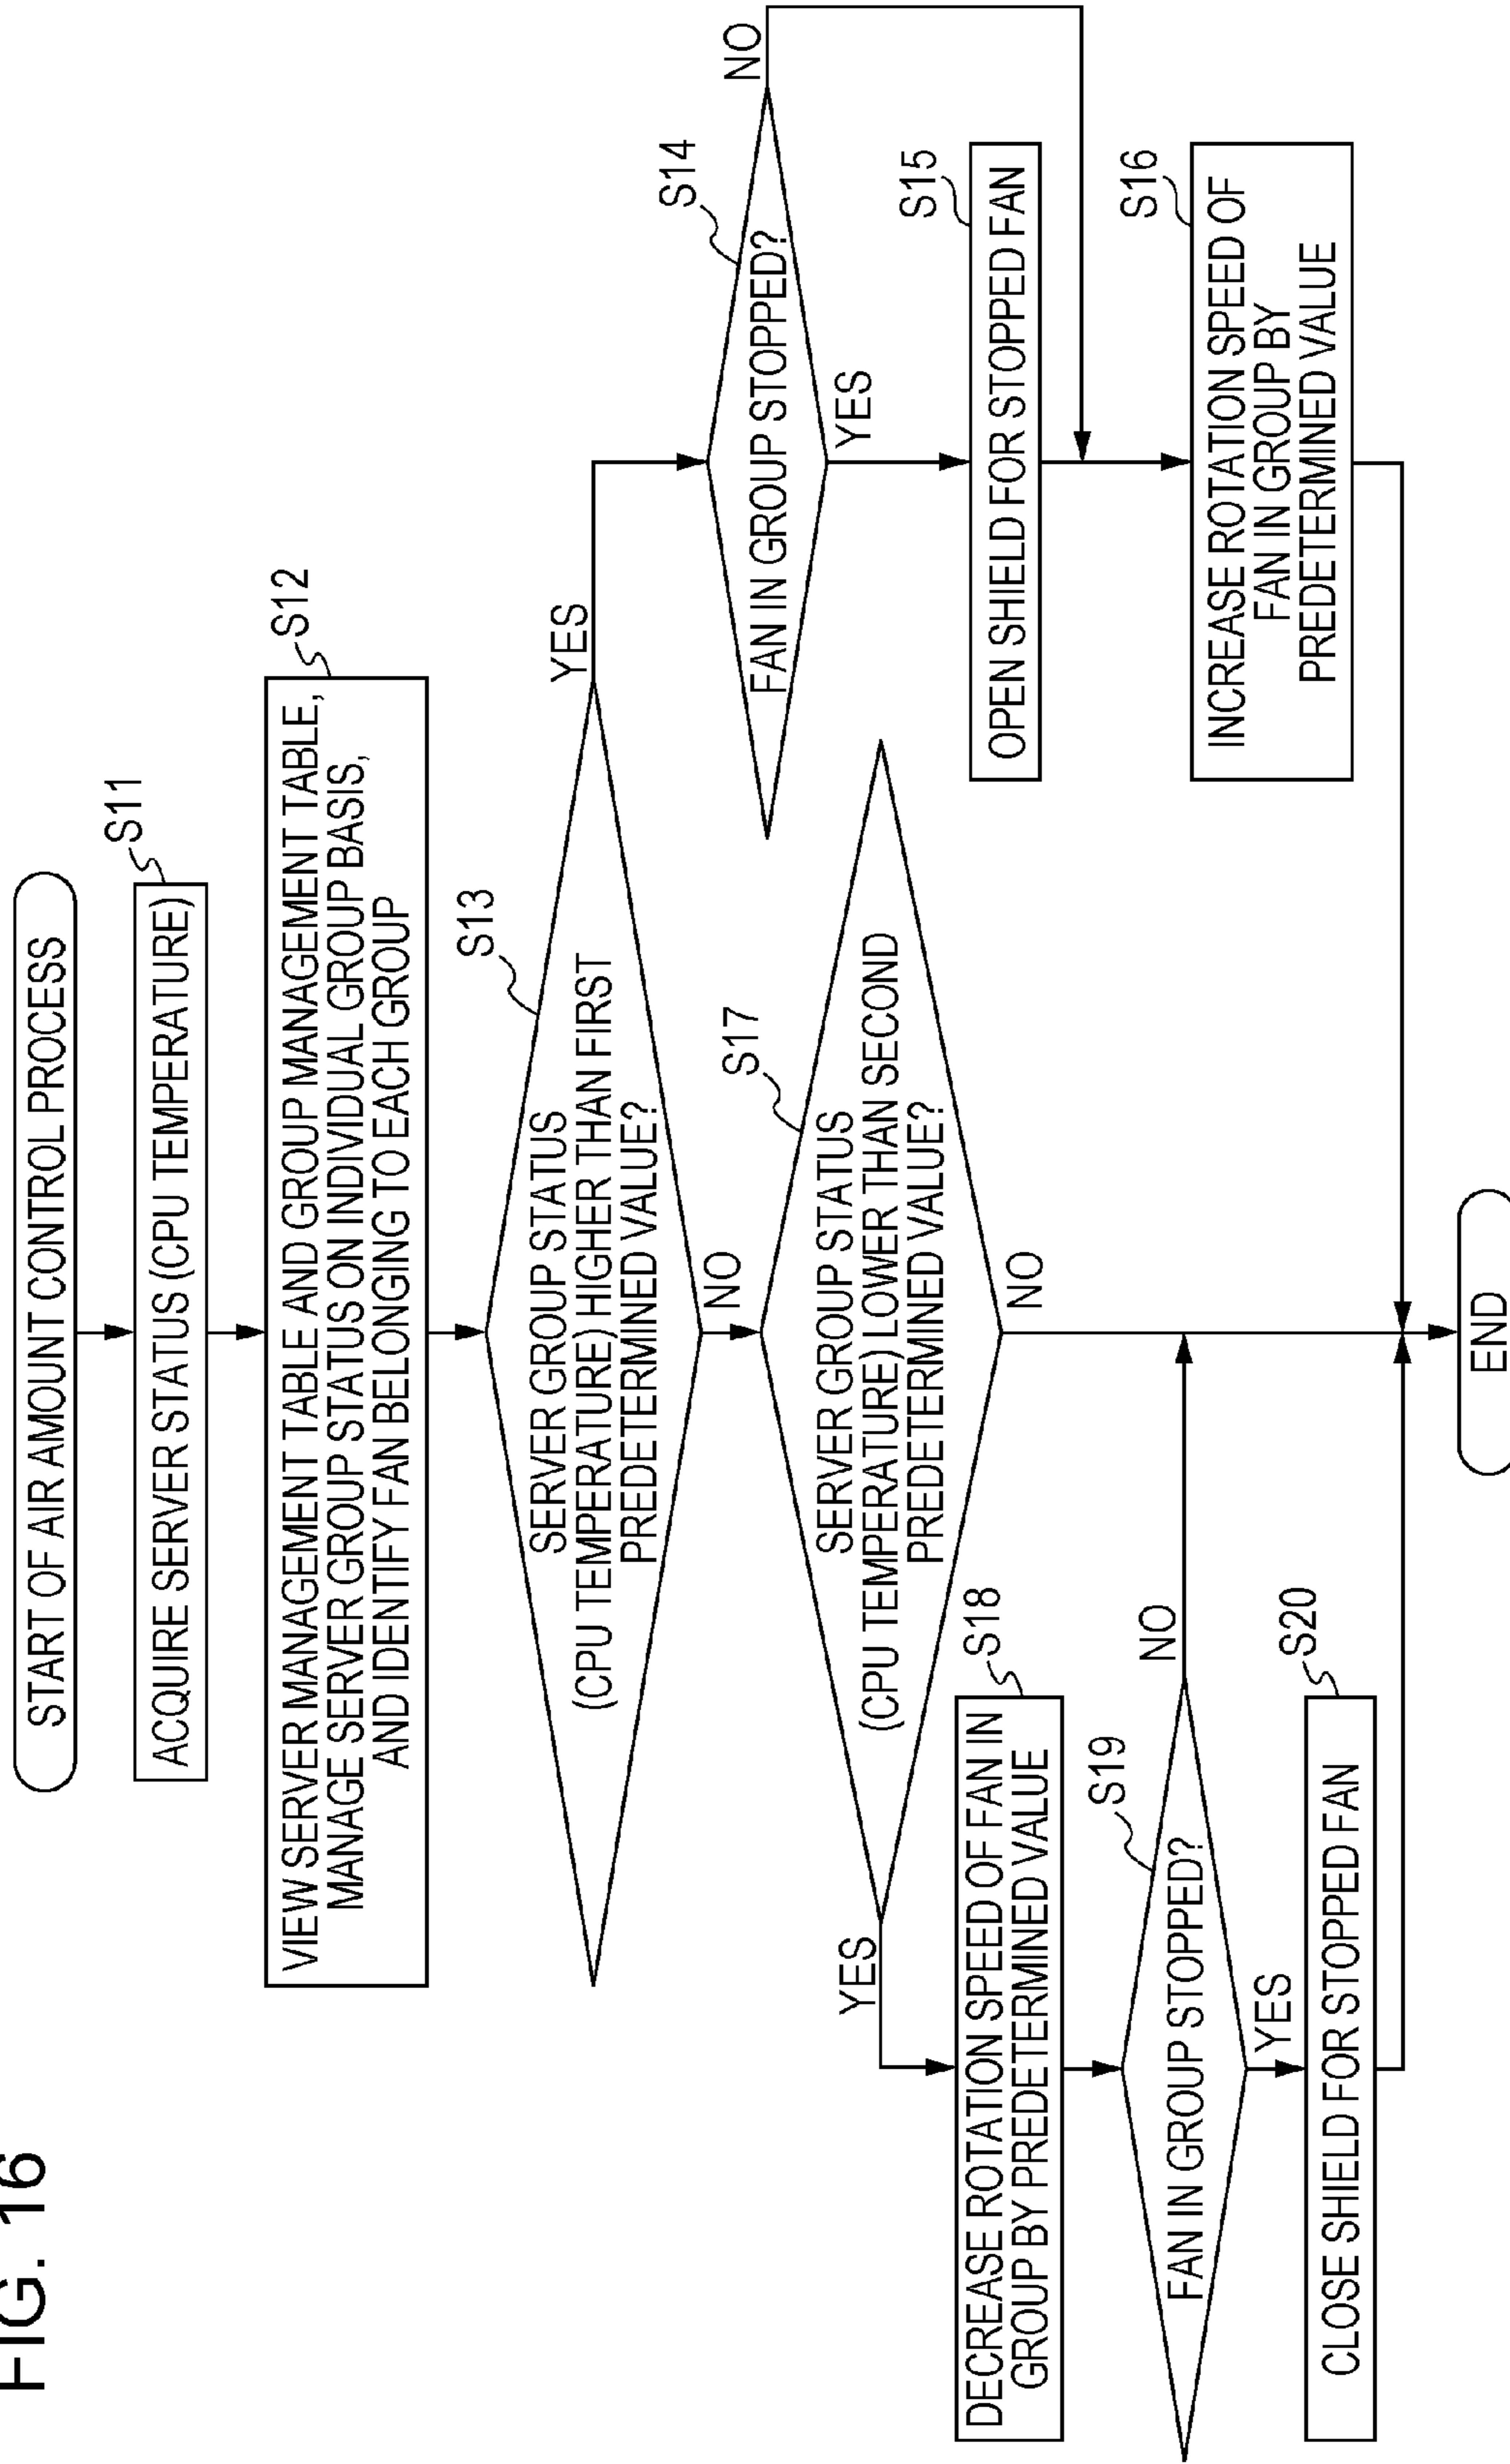 FIG. 16
START OF AIR AMOUNT CONTROL PROCESS
S11
ACQUIRE SERVER STATUS (CPU TEMPERATURE)
S12
VIEW SERVER MANAGEMENT TABLE AND GROUP MANAGEMENT TABLE,
MANAGE SERVER GROUP STATUS ON INDIVIDUAL GROUP BASIS,
AND IDENTIFY FAN BELONGING TO EACH GROUP
S13
SERVER GROUP STATUS
(CPU TEMPERATURE) HIGHER THAN FIRST
PREDETERMINED VALUE?
YES
NO
S14
FAN IN GROUP STOPPED?
NO
YES
S15
OPEN SHIELD FOR STOPPED FAN
S16
INCREASE ROTATION SPEED OF
FAN IN GROUP BY
PREDETERMINED VALUE
S17
SERVER GROUP STATUS
(CPU TEMPERATURE) LOWER THAN SECOND
PREDETERMINED VALUE?
YES
NO
S18
DECREASE ROTATION SPEED OF FAN IN
GROUP BY PREDETERMINED VALUE
S19
FAN IN GROUP STOPPED?
NO
YES
S20
CLOSE SHIELD FOR STOPPED FAN
END